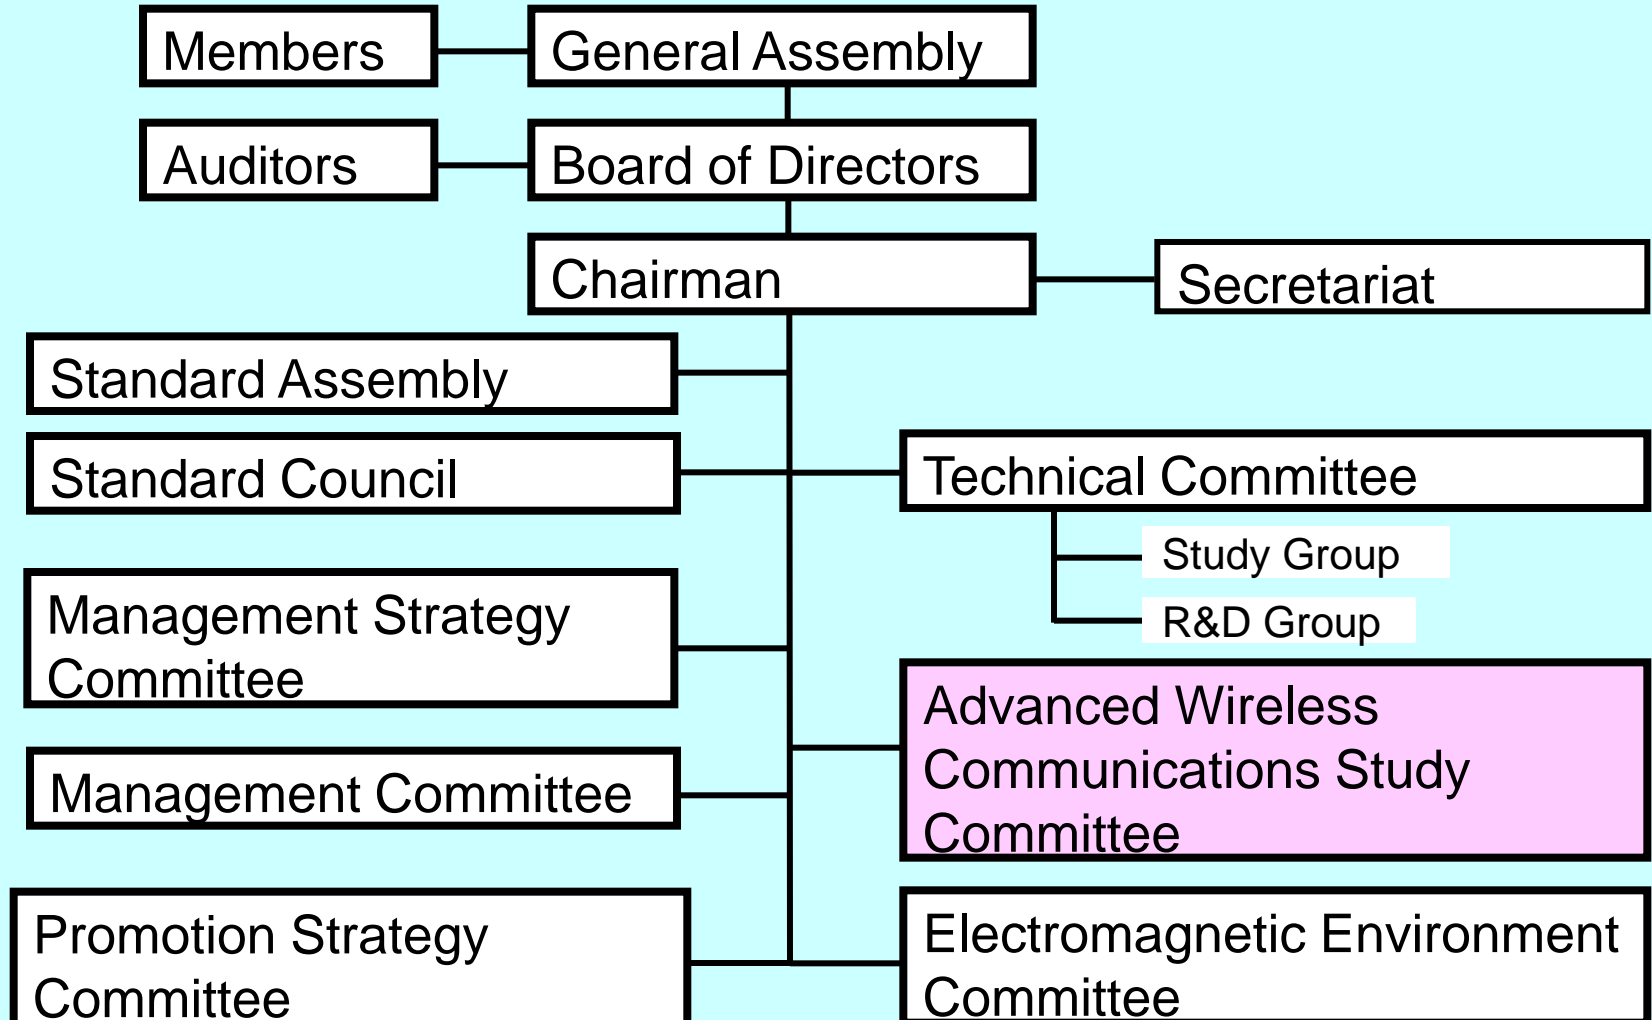 Members
General Assembly
Auditors
Board of Directors
Chairman
Secretariat
Standard Assembly
Standard Council
Technical Committee
Study Group
R&D Group
Management Strategy
Committee
Advanced Wireless
Communications Study
Committee
Management Committee
Promotion Strategy
Committee
Electromagnetic Environment
Committee